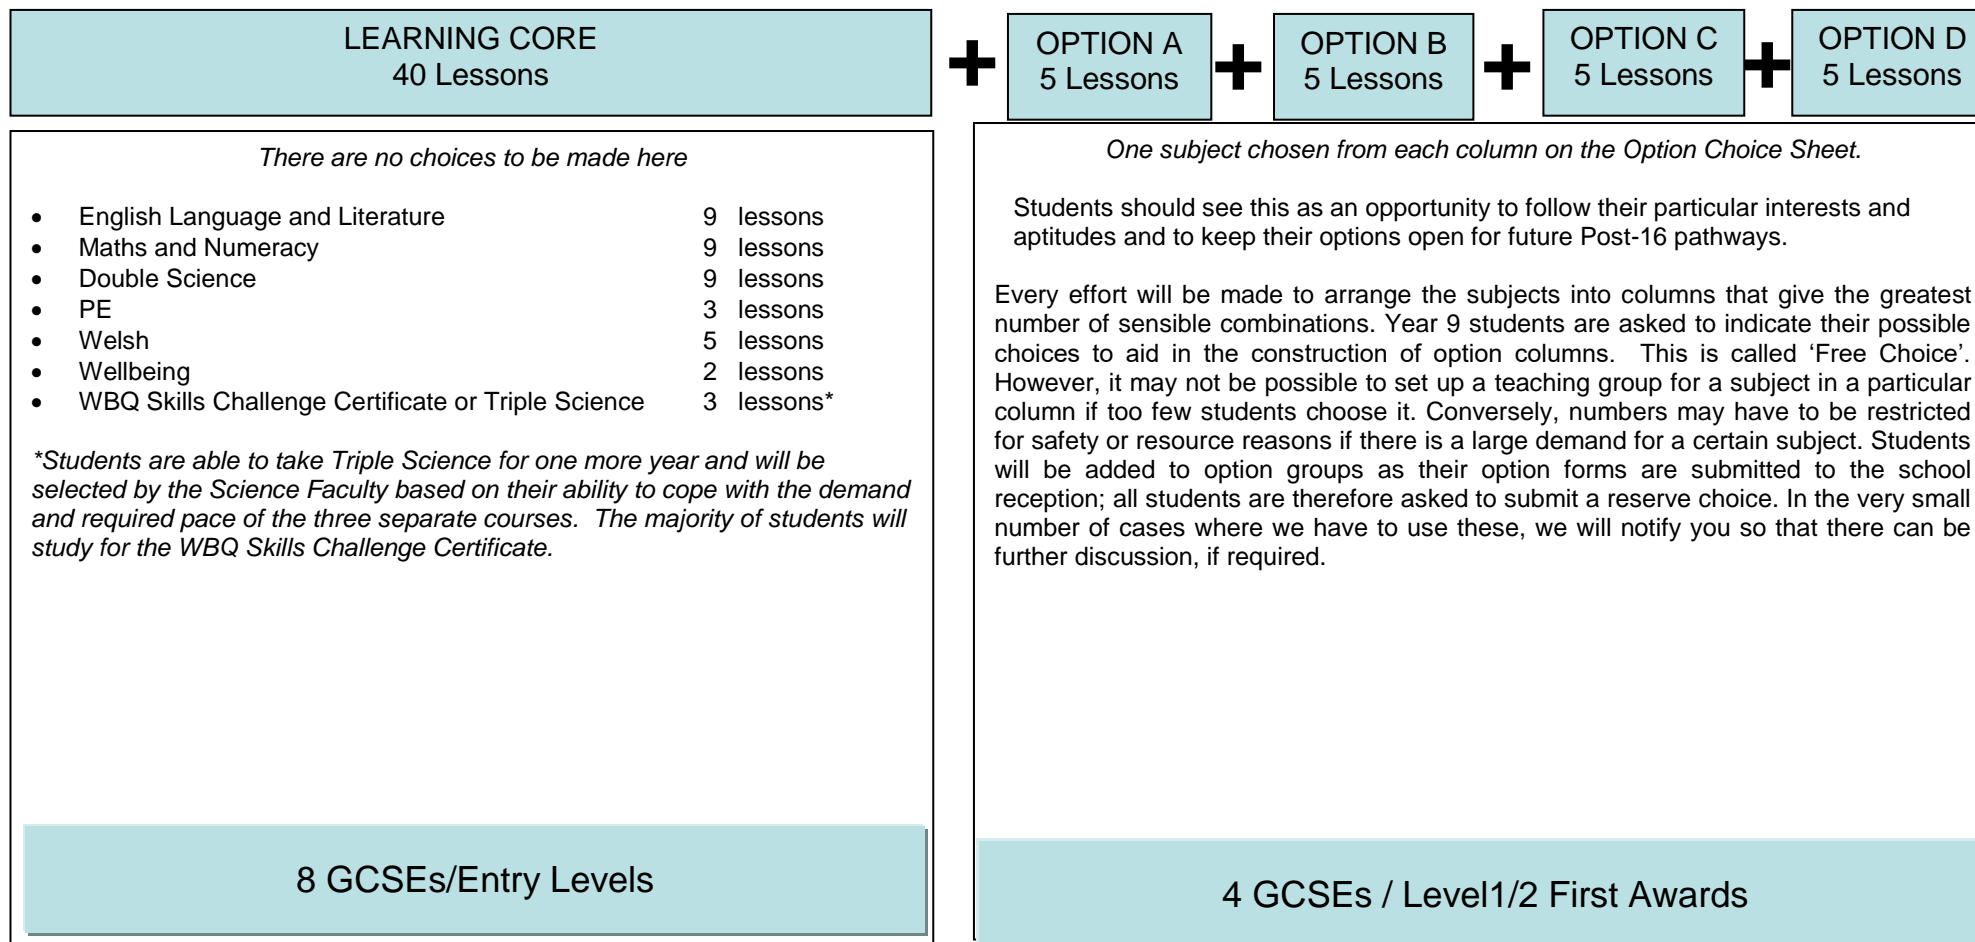 LEARNING CORE
40 Lessons
+
OPTION A
5 Lessons
+
OPTION B
5 Lessons
+
OPTION C
5 Lessons
+
OPTION D
5 Lessons
There are no choices to be made here
• English Language and Literature 9 lessons
• Maths and Numeracy 9 lessons
• Double Science 9 lessons
• PE 3 lessons
• Welsh 5 lessons
• Wellbeing 2 lessons
• WBQ Skills Challenge Certificate or Triple Science 3 lessons*
*Students are able to take Triple Science for one more year and will be
selected by the Science Faculty based on their ability to cope with the demand
and required pace of the three separate courses. The majority of students will
study for the WBQ Skills Challenge Certificate.
8 GCSEs/Entry Levels
One subject chosen from each column on the Option Choice Sheet.
Students should see this as an opportunity to follow their particular interests and
aptitudes and to keep their options open for future Post-16 pathways.
Every effort will be made to arrange the subjects into columns that give the greatest
number of sensible combinations. Year 9 students are asked to indicate their possible
choices to aid in the construction of option columns. This is called ‘Free Choice’.
However, it may not be possible to set up a teaching group for a subject in a particular
column if too few students choose it. Conversely, numbers may have to be restricted
for safety or resource reasons if there is a large demand for a certain subject. Students
will be added to option groups as their option forms are submitted to the school
reception; all students are therefore asked to submit a reserve choice. In the very small
number of cases where we have to use these, we will notify you so that there can be
further discussion, if required.
4 GCSEs / Level1/2 First Awards